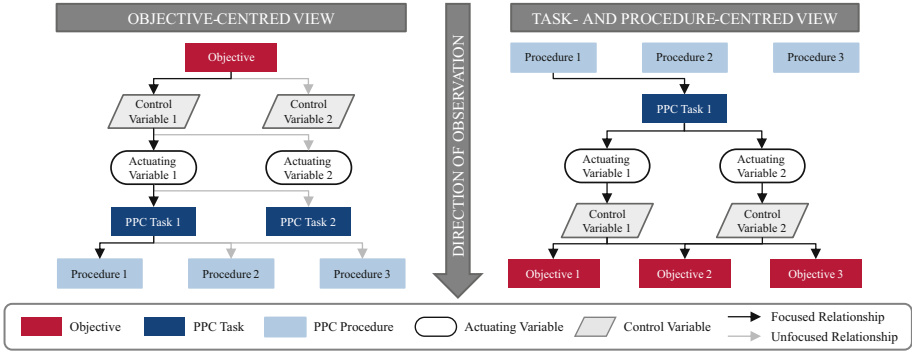 OBJECTIVE-CENTRED VIEW
Objective
Control
Variable 1
Control
Variable 2
Actuating
Variable 1
Actuating
Variable 2
PPC Task 1
PPC Task 2
Procedure 1
Procedure 2
Procedure 3
DIRECTION OF OBSERVATION
TASK- AND PROCEDURE-CENTRED VIEW
Procedure 1
Procedure 2
Procedure 3
PPC Task 1
Actuating
Variable 1
Actuating
Variable 2
Control
Variable 1
Control
Variable 2
Objective 1
Objective 2
Objective 3
Objective
PPC Task
PPC Procedure
Actuating Variable
Control Variable
Focused Relationship
Unfocused Relationship